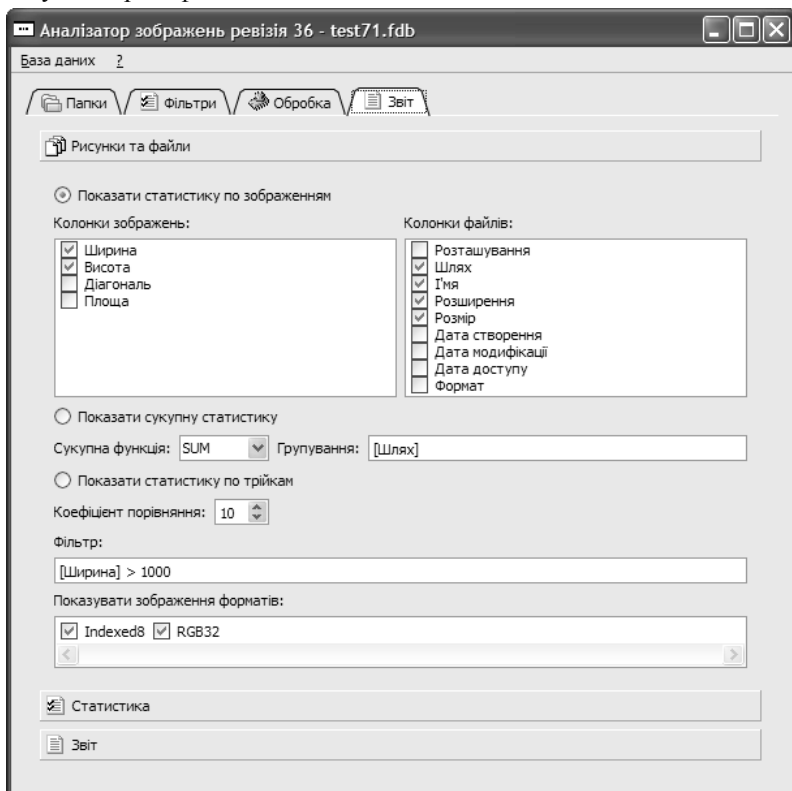 Аналізатор зображень ревізія 36 - test71.fdb
База даних ?
Папки Фільтри Обробка Звіт
Рисунки та файли
Показати статистику по зображенням
Колонки зображень: Колонки файлів:
Ширина
Висота
Діагональ
Площа
Розташування
Шлях
І'мя
Розширення
Розмір
Дата створення
Дата модифікації
Дата доступу
Формат
Показати сукупну статистику
Сукупна функція: SUM Групування: [Шлях]
Показати статистику по трійкам
Коефіцієнт порівняння: 10
Фільтр:
[Ширина] > 1000
Показувати зображення форматів:
Indexed8 RGB32
Статистика
Звіт